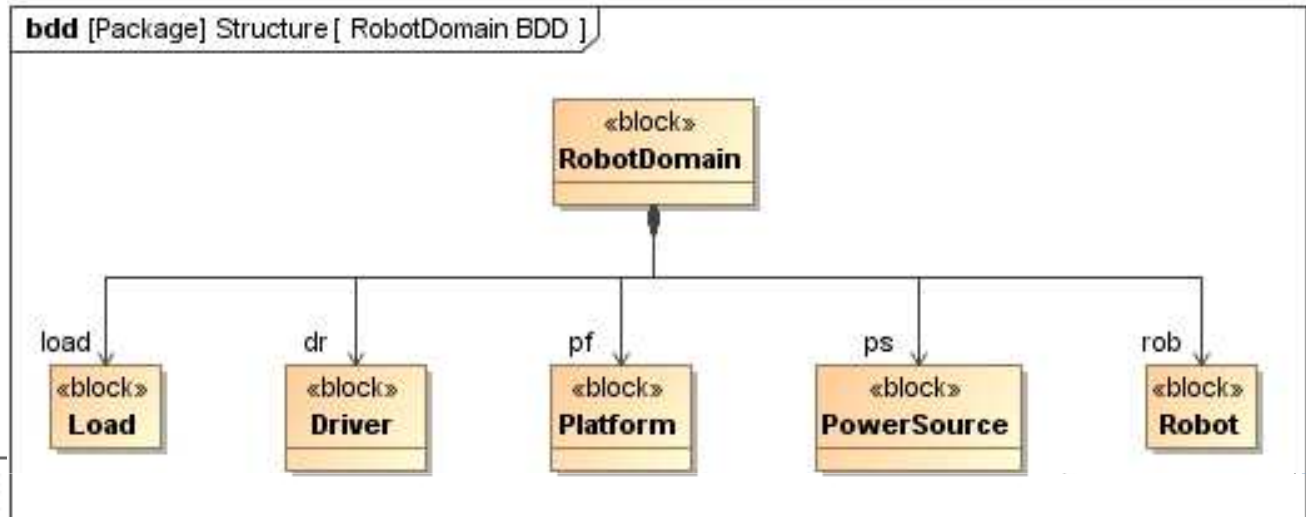 bdd [Package] Structure [ RobotDomain BDD ]
«block»
RobotDomain
load
dr
pf
ps
rob
«block»
Load
«block»
Driver
«block»
Platform
«block»
PowerSource
«block»
Robot